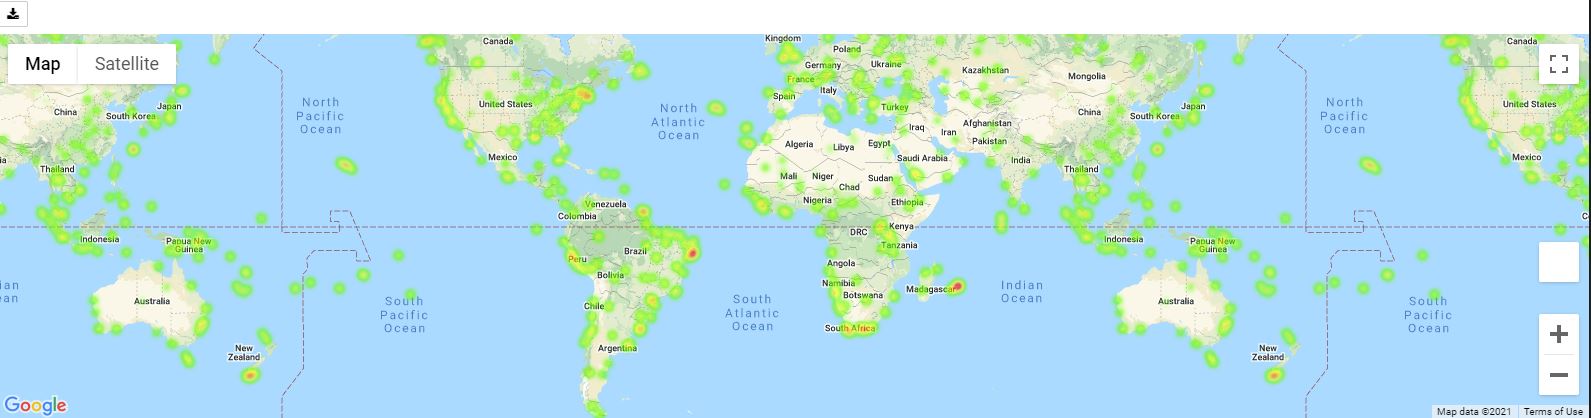 Map
Satellite
Canada
Kingdom
Poland
Germany
Ukraine
France
Kazakhstan
Mongolia
Canada
Italy
Spain
Turkey
China
Japan
South Korea
North
Pacific
Ocean
United States
North
Atlantic
Ocean
Iraq
Iran
Afghanistan
Pakistan
China
Japan
South Korea
North
Pacific
Ocean
United States
Algeria
Libya
Egypt
Saudi Arabia
India
Thailand
Mexico
Mali
Niger
Chad
Sudan
Thailand
Mexico
Nigeria
Ethiopia
Venezuela
Colombia
Indonesia
Papua New
Guinea
Brazil
DRC
Kenya
Tanzania
Indonesia
Papua New
Guinea
Peru
Bolivia
Angola
Namibia
Botswana
Madagascar
Indian
Ocean
Australia
South
Pacific
Ocean
Chile
South
Atlantic
Ocean
South Africa
Australia
South
Pacific
Ocean
New
Zealand
Argentina
New
Zealand
Google
Map data ©2021
Terms of Use